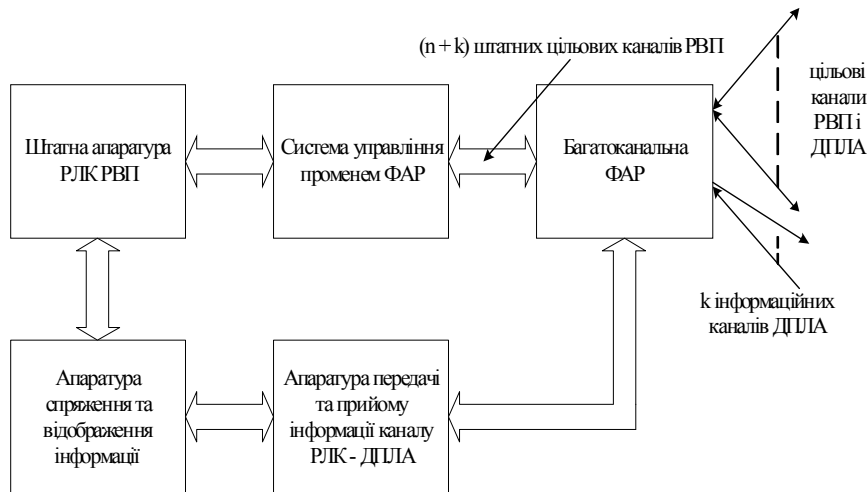 (n + k) штатних цільових каналів РВП
цільові
канали
РВП і
ДПЛА
Штатна апаратура
РЛК РВП
Система управління
променем ФАР
Багатоканальна
ФАР
k інформаційних
каналів ДПЛА
Апаратура
спряження та
відображення
інформації
Апаратура передачі
та прийому
інформації каналу
РЛК - ДПЛА